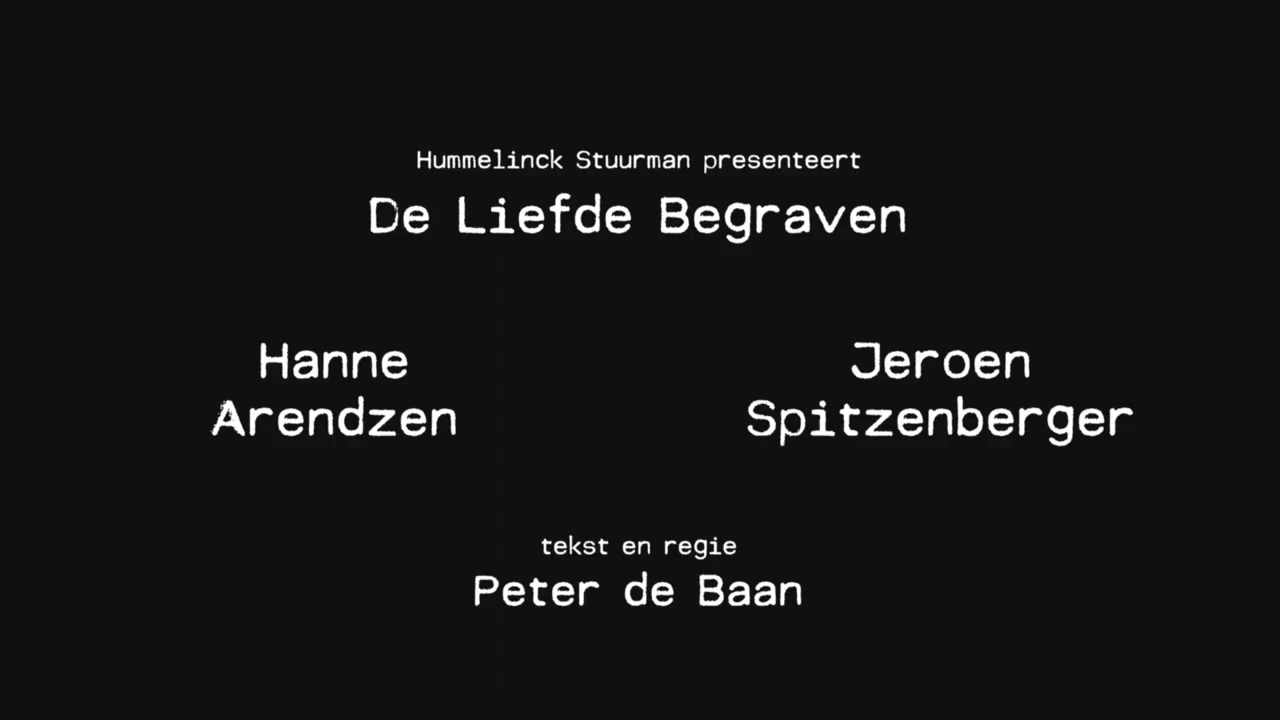 Hummelinck Stuurman presenteert
De Liefde Begraven
Hanne
Arendzen
Jeroen
Spitzenberger
tekst en regie
Peter de Baan